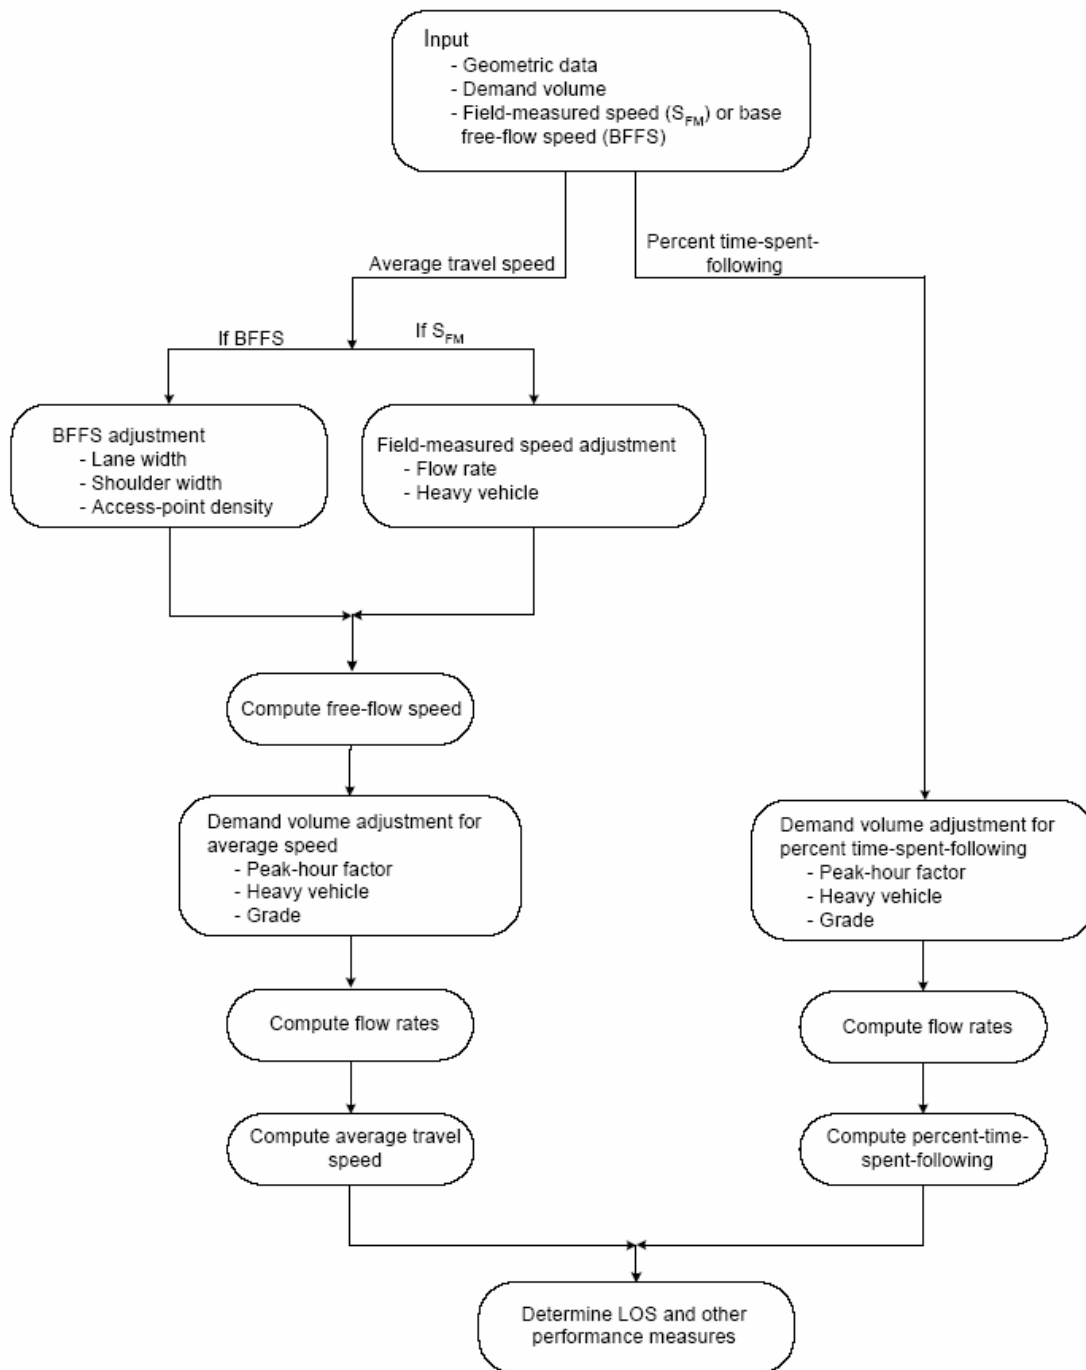 Input
- Geometric data
- Demand volume
- Field-measured speed (SFM) or base
free-flow speed (BFFS)
Percent time-spent-
following
Average travel speed
If BFFS
If SFM
BFFS adjustment
- Lane width
- Shoulder width
- Access-point density
Field-measured speed adjustment
- Flow rate
- Heavy vehicle
Compute free-flow speed
Demand volume adjustment for
average speed
- Peak-hour factor
- Heavy vehicle
- Grade
Demand volume adjustment for
percent time-spent-following
- Peak-hour factor
- Heavy vehicle
- Grade
Compute flow rates
Compute flow rates
Compute average travel
speed
Compute percent-time-
spent-following
Determine LOS and other
performance measures